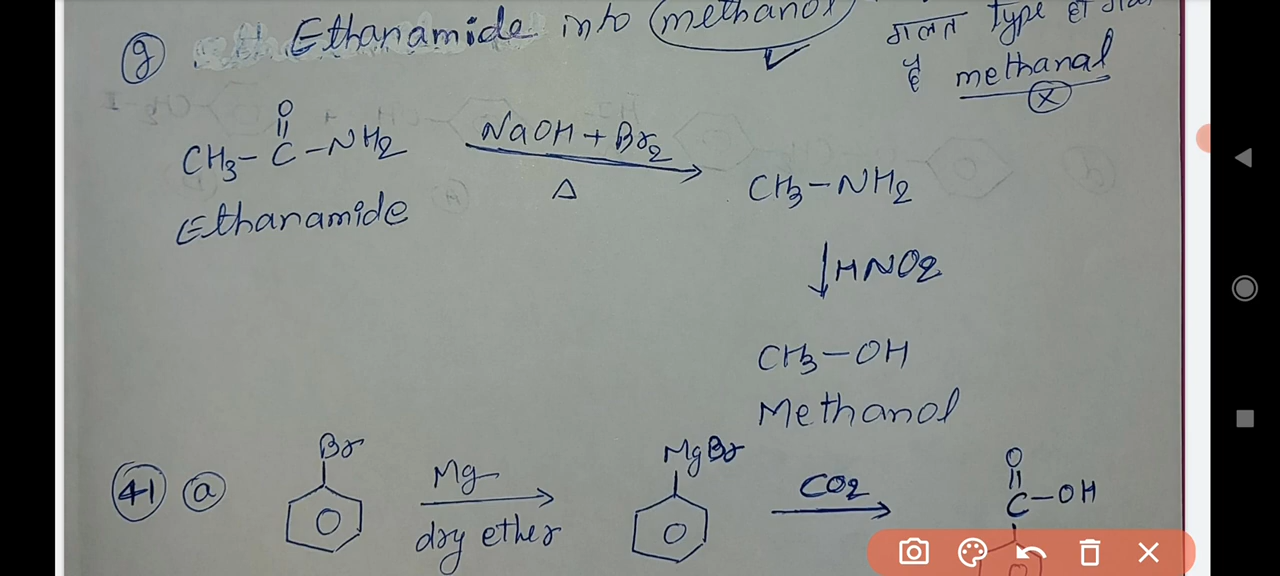 (g) Ethanamide into (methanol) गलत type हो गया
है methanal (x)
O
||
CH3-C-NH2 NaOH+Br2 CH3-NH2
Δ
Ethanamide
↓HNO2
CH3-OH
Methanol
(41) (a) Br Mg MgBr CO2 O
||
C-OH
dry ether